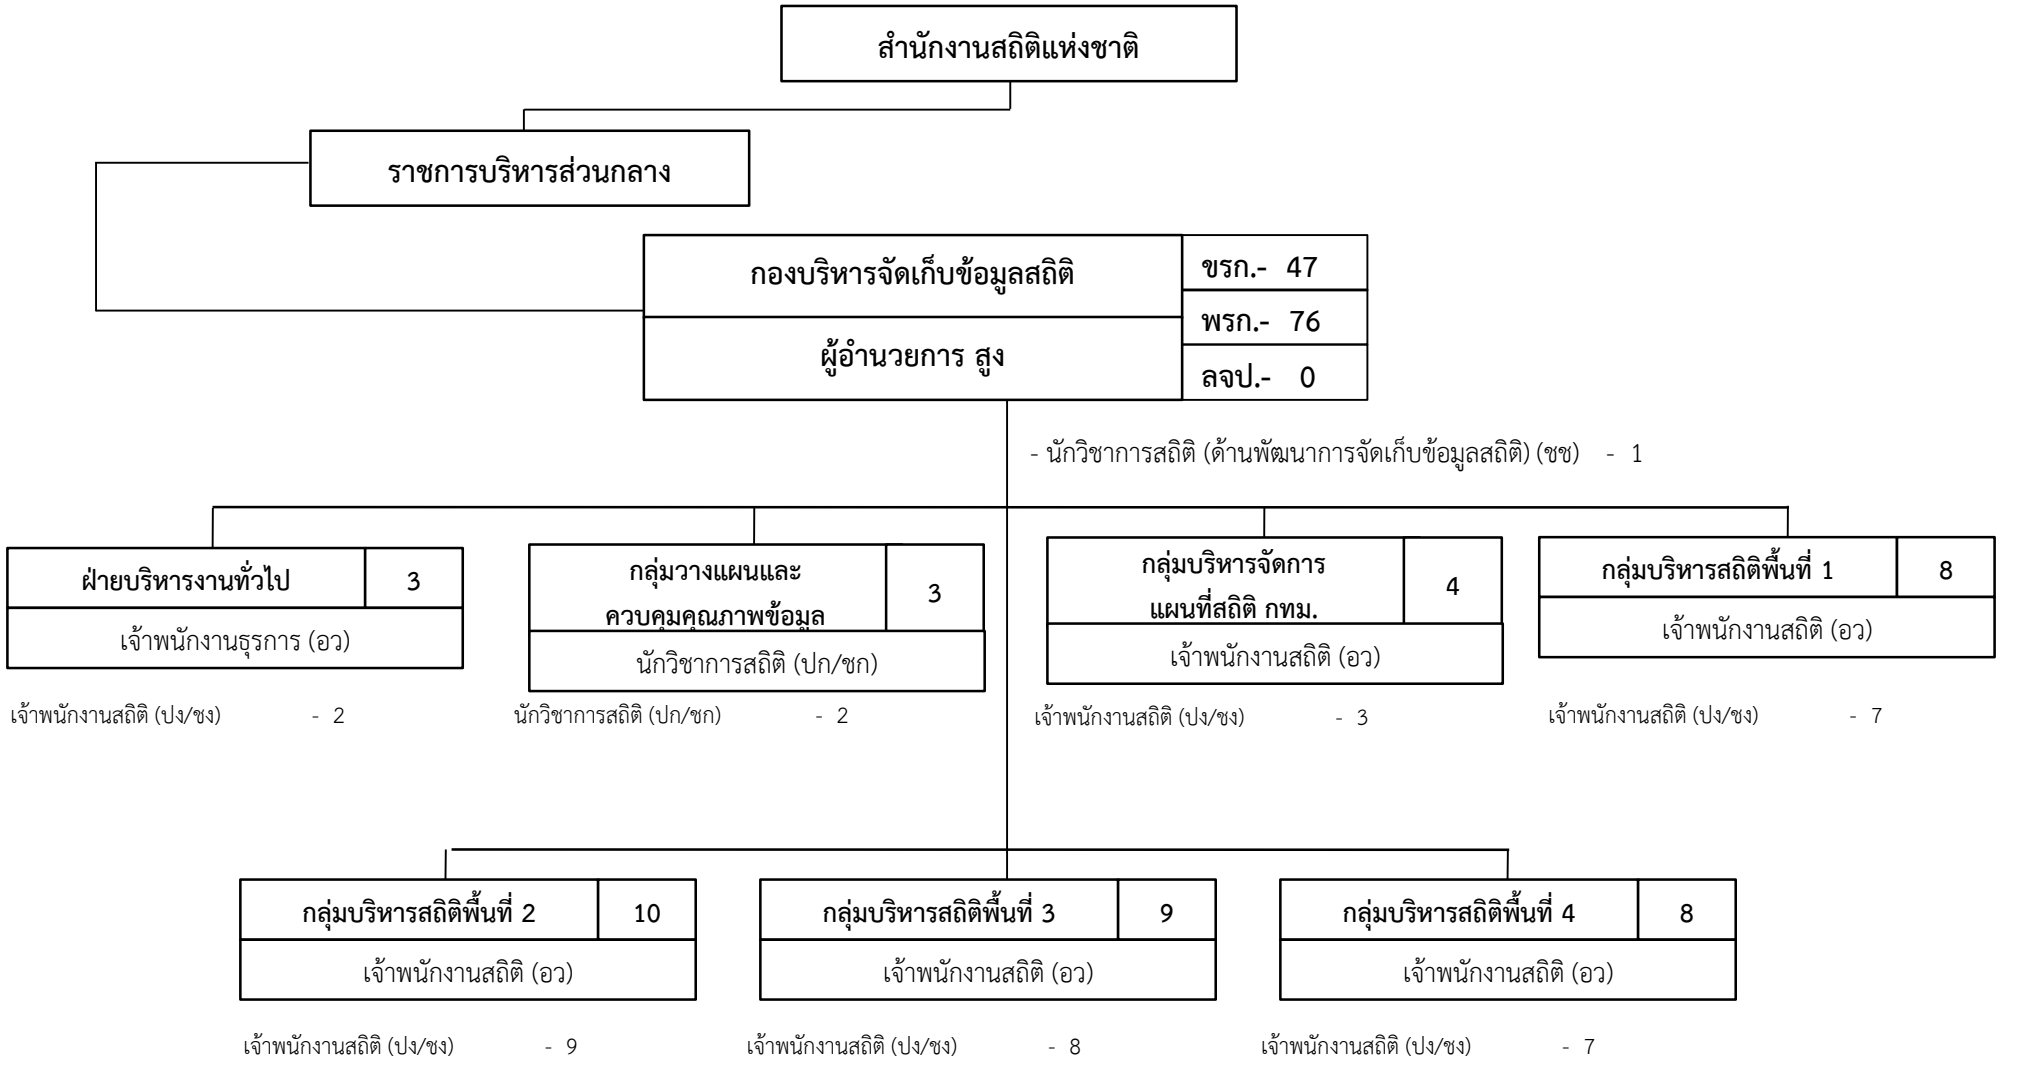 สำนักงานสถิติแห่งชาติ
ราชการบริหารส่วนกลาง
กองบริหารจัดเก็บข้อมูลสถิติ
ผู้อำนวยการ สูง
ขรก.- 47
พรก.- 76
ลจป.- 0
- นักวิชาการสถิติ (ด้านพัฒนาการจัดเก็บข้อมูลสถิติ) (ชช) - 1
ฝ่ายบริหารงานทั่วไป 3
เจ้าพนักงานธุรการ (อว)
เจ้าพนักงานสถิติ (ปง/ชง) - 2
กลุ่มวางแผนและ
ควบคุมคุณภาพข้อมูล
3
นักวิชาการสถิติ (ปก/ชก)
นักวิชาการสถิติ (ปก/ชก) - 2
กลุ่มบริหารจัดการ
แผนที่สถิติ กทม.
4
เจ้าพนักงานสถิติ (อว)
เจ้าพนักงานสถิติ (ปง/ชง) - 3
กลุ่มบริหารสถิติพื้นที่ 1 8
เจ้าพนักงานสถิติ (อว)
เจ้าพนักงานสถิติ (ปง/ชง) - 7
กลุ่มบริหารสถิติพื้นที่ 2 10
เจ้าพนักงานสถิติ (อว)
เจ้าพนักงานสถิติ (ปง/ชง) - 9
กลุ่มบริหารสถิติพื้นที่ 3 9
เจ้าพนักงานสถิติ (อว)
เจ้าพนักงานสถิติ (ปง/ชง) - 8
กลุ่มบริหารสถิติพื้นที่ 4 8
เจ้าพนักงานสถิติ (อว)
เจ้าพนักงานสถิติ (ปง/ชง) - 7